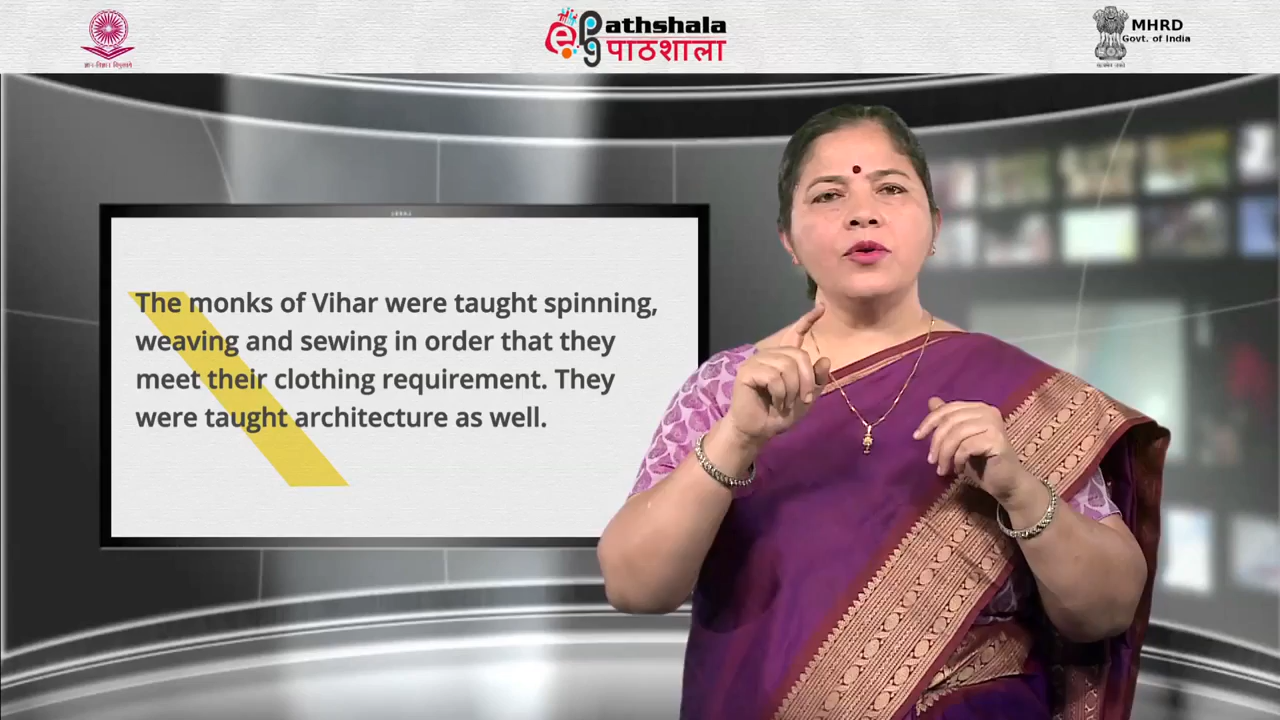 ePG Pathshala
पाठशाला
MHRD
Govt. of India
The monks of Vihar were taught spinning,
weaving and sewing in order that they
meet their clothing requirement. They
were taught architecture as well.